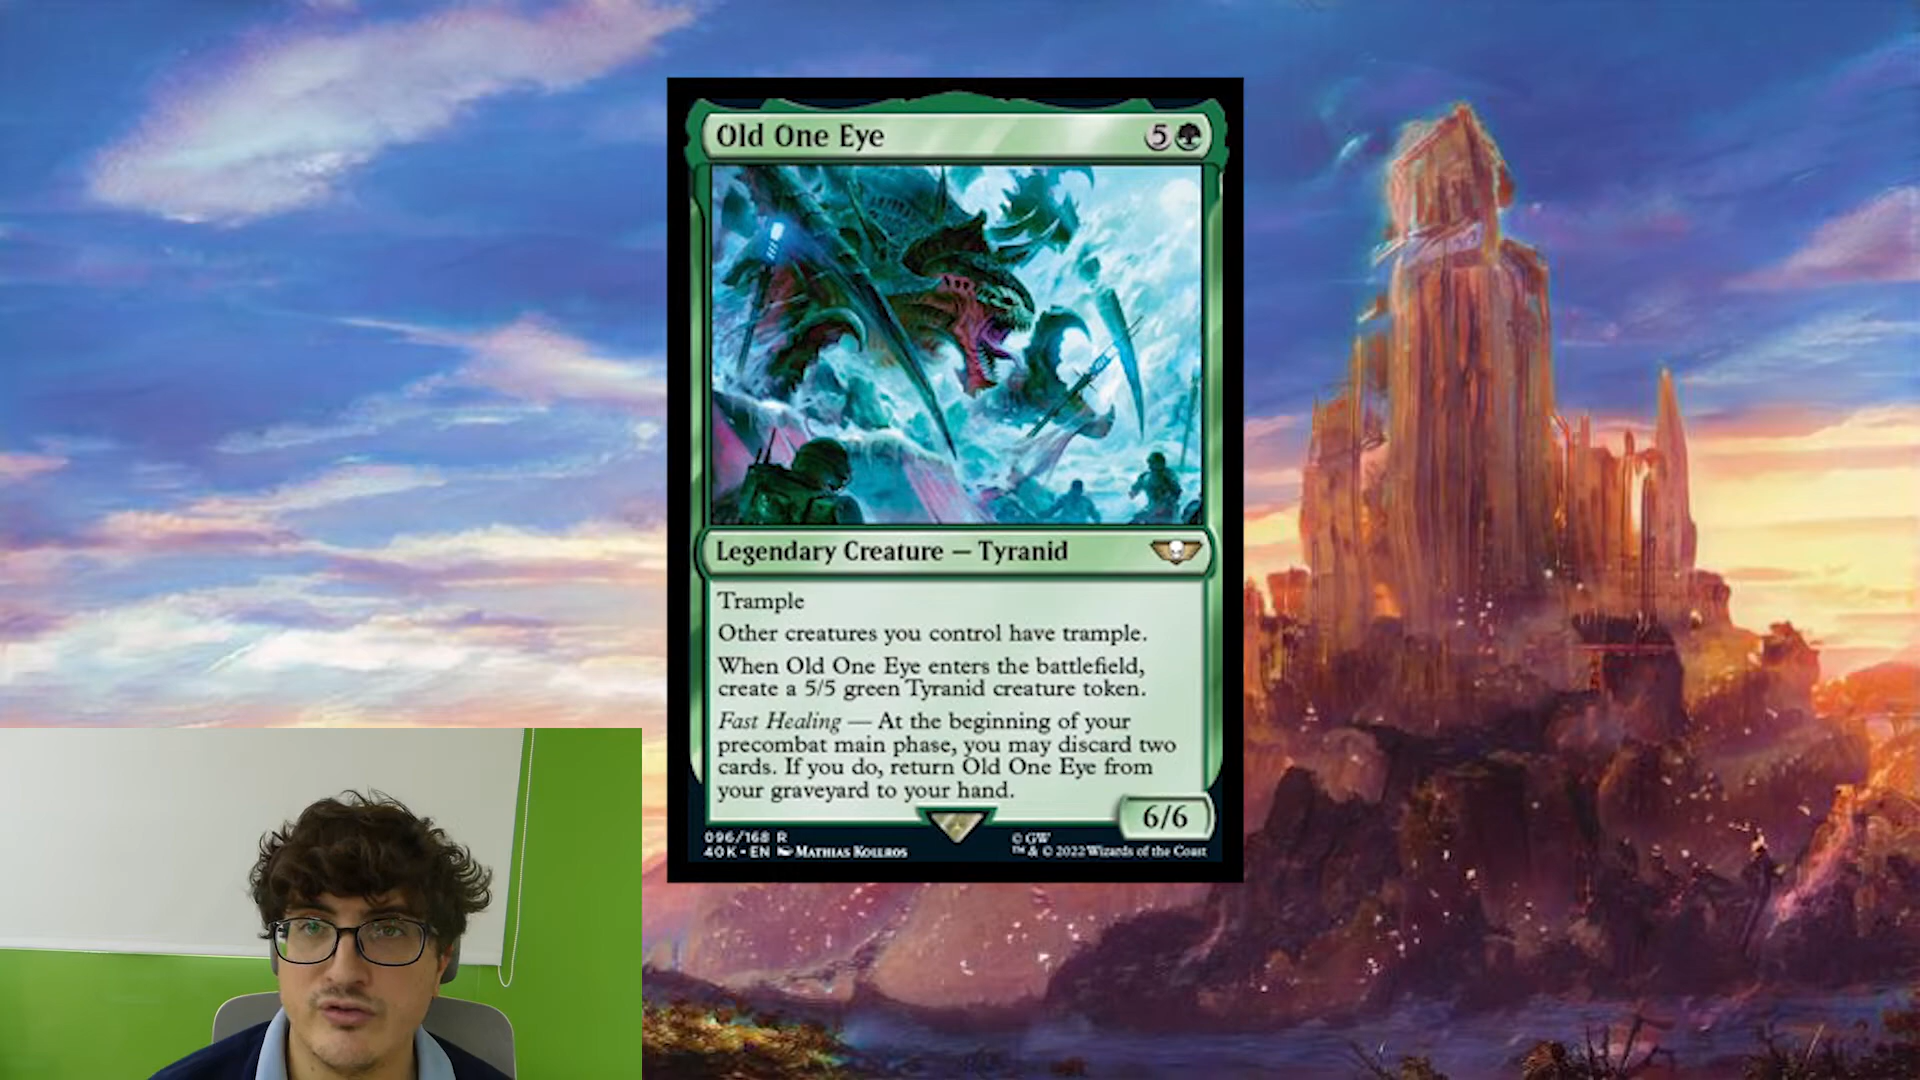 Old One Eye 5
Legendary Creature — Tyranid
Trample
Other creatures you control have trample.
When Old One Eye enters the battlefield,
create a 5/5 green Tyranid creature token.
Fast Healing — At the beginning of your
precombat main phase, you may discard two
cards. If you do, return Old One Eye from
your graveyard to your hand.
6/6
096/168 R
40K • EN Mathias Kollros
© GW
™ & © 2022 Wizards of the Coast